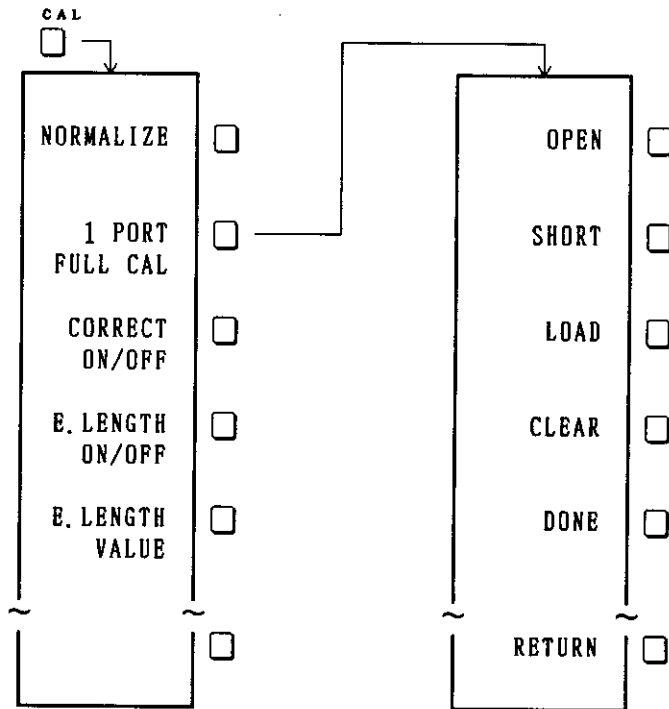 CAL
NORMALIZE
1 PORT
FULL CAL
CORRECT
ON/OFF
E. LENGTH
ON/OFF
E. LENGTH
VALUE
OPEN
SHORT
LOAD
CLEAR
DONE
RETURN